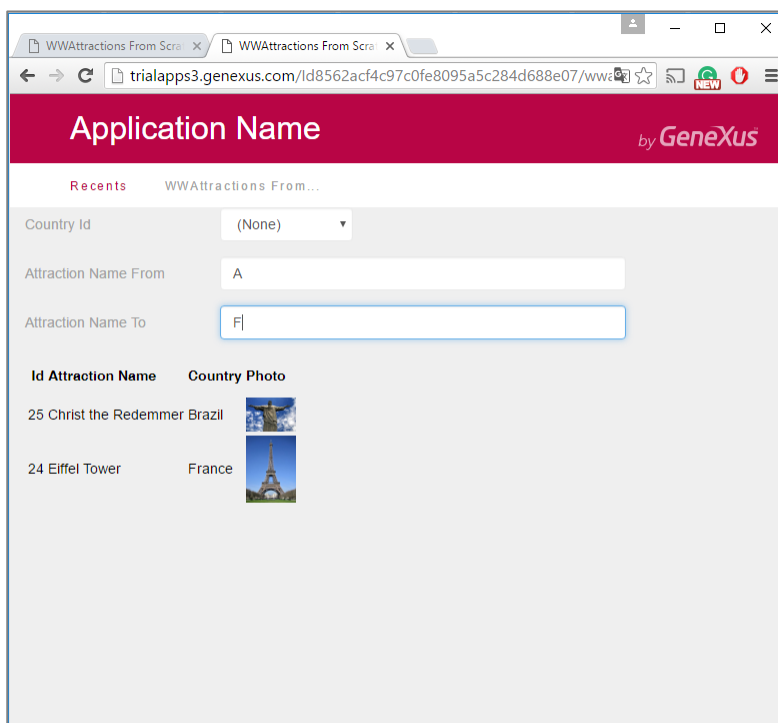 WWAttractions From Scra WWAttractions From Scra
trialapps3.genexus.com/Id8562acf4c97c0fe8095a5c284d688e07/wwa
NEW
Application Name
by GeneXus
Recents WWAttractions From...
Country Id (None)
Attraction Name From A
Attraction Name To F
Id Attraction Name Country Photo
25 Christ the Redemmer Brazil
24 Eiffel Tower France